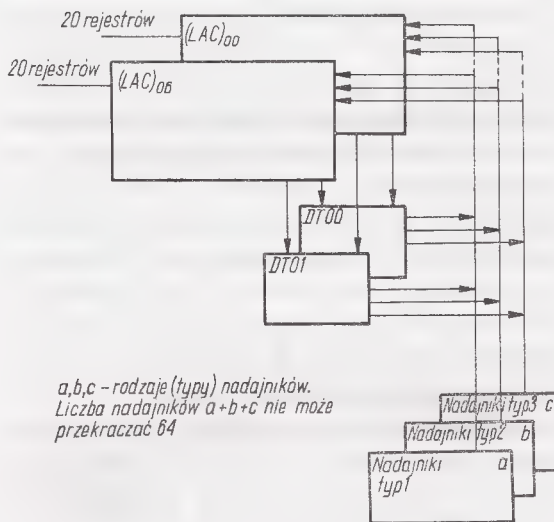 20 rejestrów
(LAC)00
20 rejestrów
(LAC)06
DT00
DT01
a,b,c – rodzaje (typy) nadajników.
Liczba nadajników a+b+c nie może
przekraczać 64
Nadajniki typ3 c
Nadajniki typ2 b
Nadajniki a
typ1